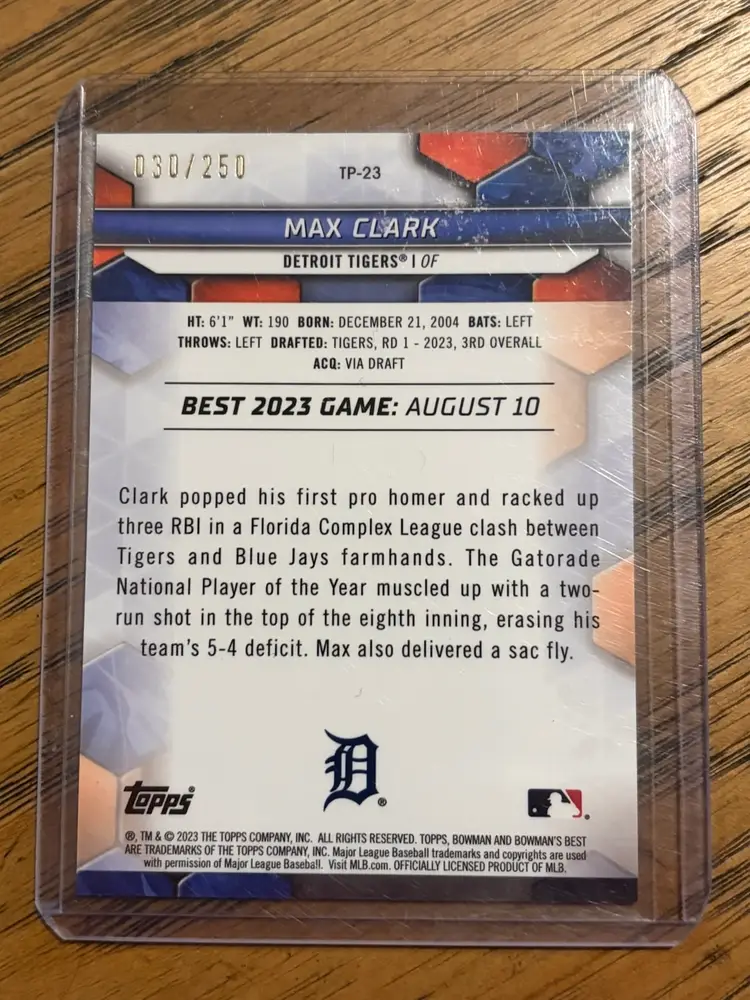 030/250
TP-23
MAX CLARK
DETROIT TIGERS® | OF
HT: 6'1" WT: 190 BORN: DECEMBER 21, 2004 BATS: LEFT
THROWS: LEFT DRAFTED: TIGERS, RD 1 - 2023, 3RD OVERALL
ACQ: VIA DRAFT
BEST 2023 GAME: AUGUST 10
Clark popped his first pro homer and racked up
three RBI in a Florida Complex League clash between
Tigers and Blue Jays farmhands. The Gatorade
National Player of the Year muscled up with a two-
run shot in the top of the eighth inning, erasing his
team's 5-4 deficit. Max also delivered a sac fly.
D®
Topps®
®, TM & © 2023 THE TOPPS COMPANY, INC. ALL RIGHTS RESERVED. TOPPS, BOWMAN AND BOWMAN'S BEST
ARE TRADEMARKS OF THE TOPPS COMPANY, INC. Major League Baseball trademarks and copyrights are used
with permission of Major League Baseball. Visit MLB.com. OFFICIALLY LICENSED PRODUCT OF MLB.